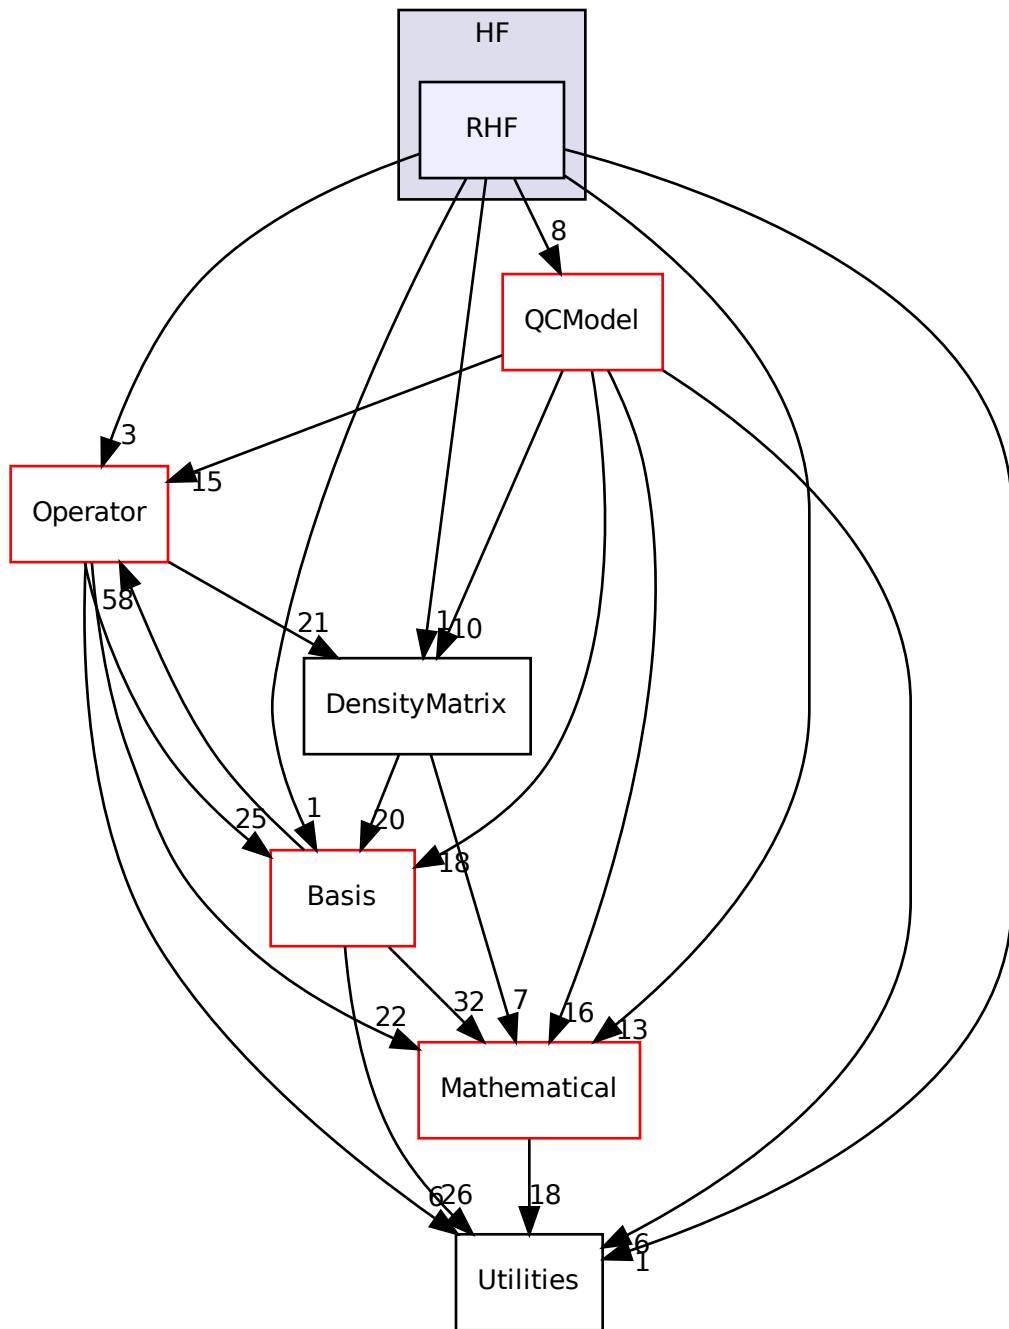 HF
RHF
8
QCModel
3
15
Operator
58
21
1
10
DensityMatrix
25
1
20
18
Basis
22
32
7
16
13
Mathematical
6
26
18
6
1
Utilities